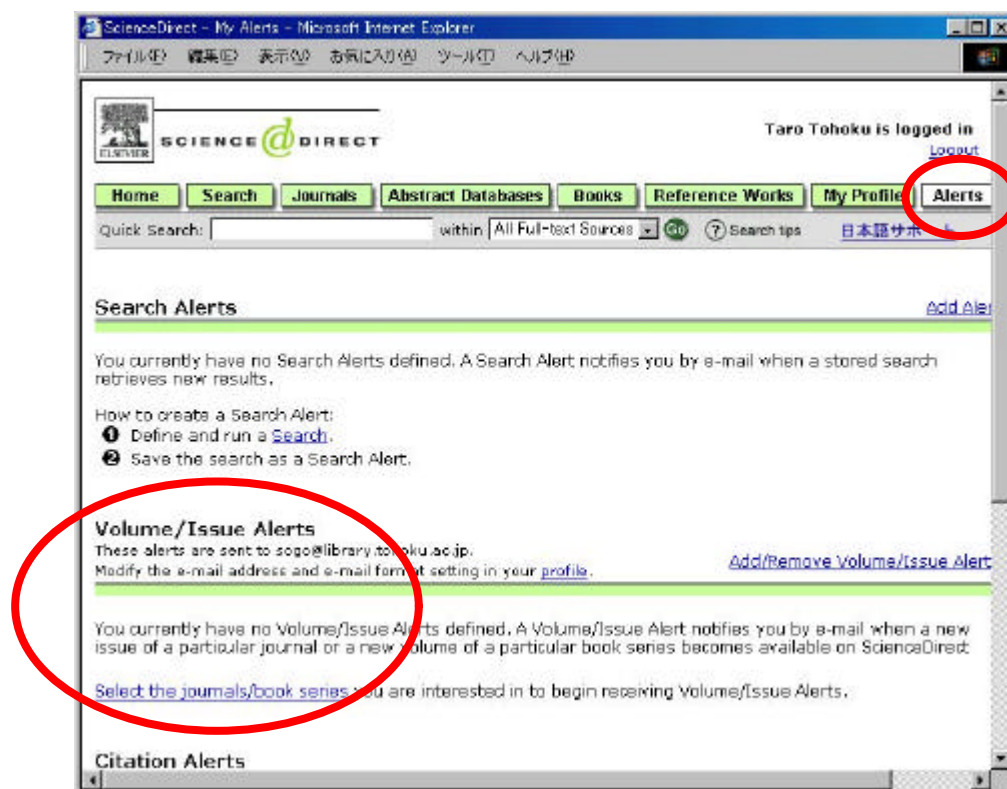 ScienceDirect - My Alerts - Microsoft Internet Explorer
ファイル(F) 編集(E) 表示(V) お気に入り(A) ツール(T) ヘルプ(H)
ELSEVIER
SCIENCE @ DIRECT
Taro Tohoku is logged in
Logout
Home Search Journals Abstract Databases Books Reference Works My Profile Alerts
Quick Search: within All Full-text Sources Go ? Search tips 日本語サポート
Search Alerts
Add Aler
You currently have no Search Alerts defined. A Search Alert notifies you by e-mail when a stored search
retrieves new results.
How to create a Search Alert:
1 Define and run a Search.
2 Save the search as a Search Alert.
Volume/Issue Alerts
These alerts are sent to sogo@library.tohoku.ac.jp.
Modify the e-mail address and e-mail format setting in your profile.
Add/Remove Volume/Issue Alert
You currently have no Volume/Issue Alerts defined. A Volume/Issue Alert notifies you by e-mail when a new
issue of a particular journal or a new volume of a particular book series becomes available on ScienceDirect
Select the journals/book series you are interested in to begin receiving Volume/Issue Alerts.
Citation Alerts